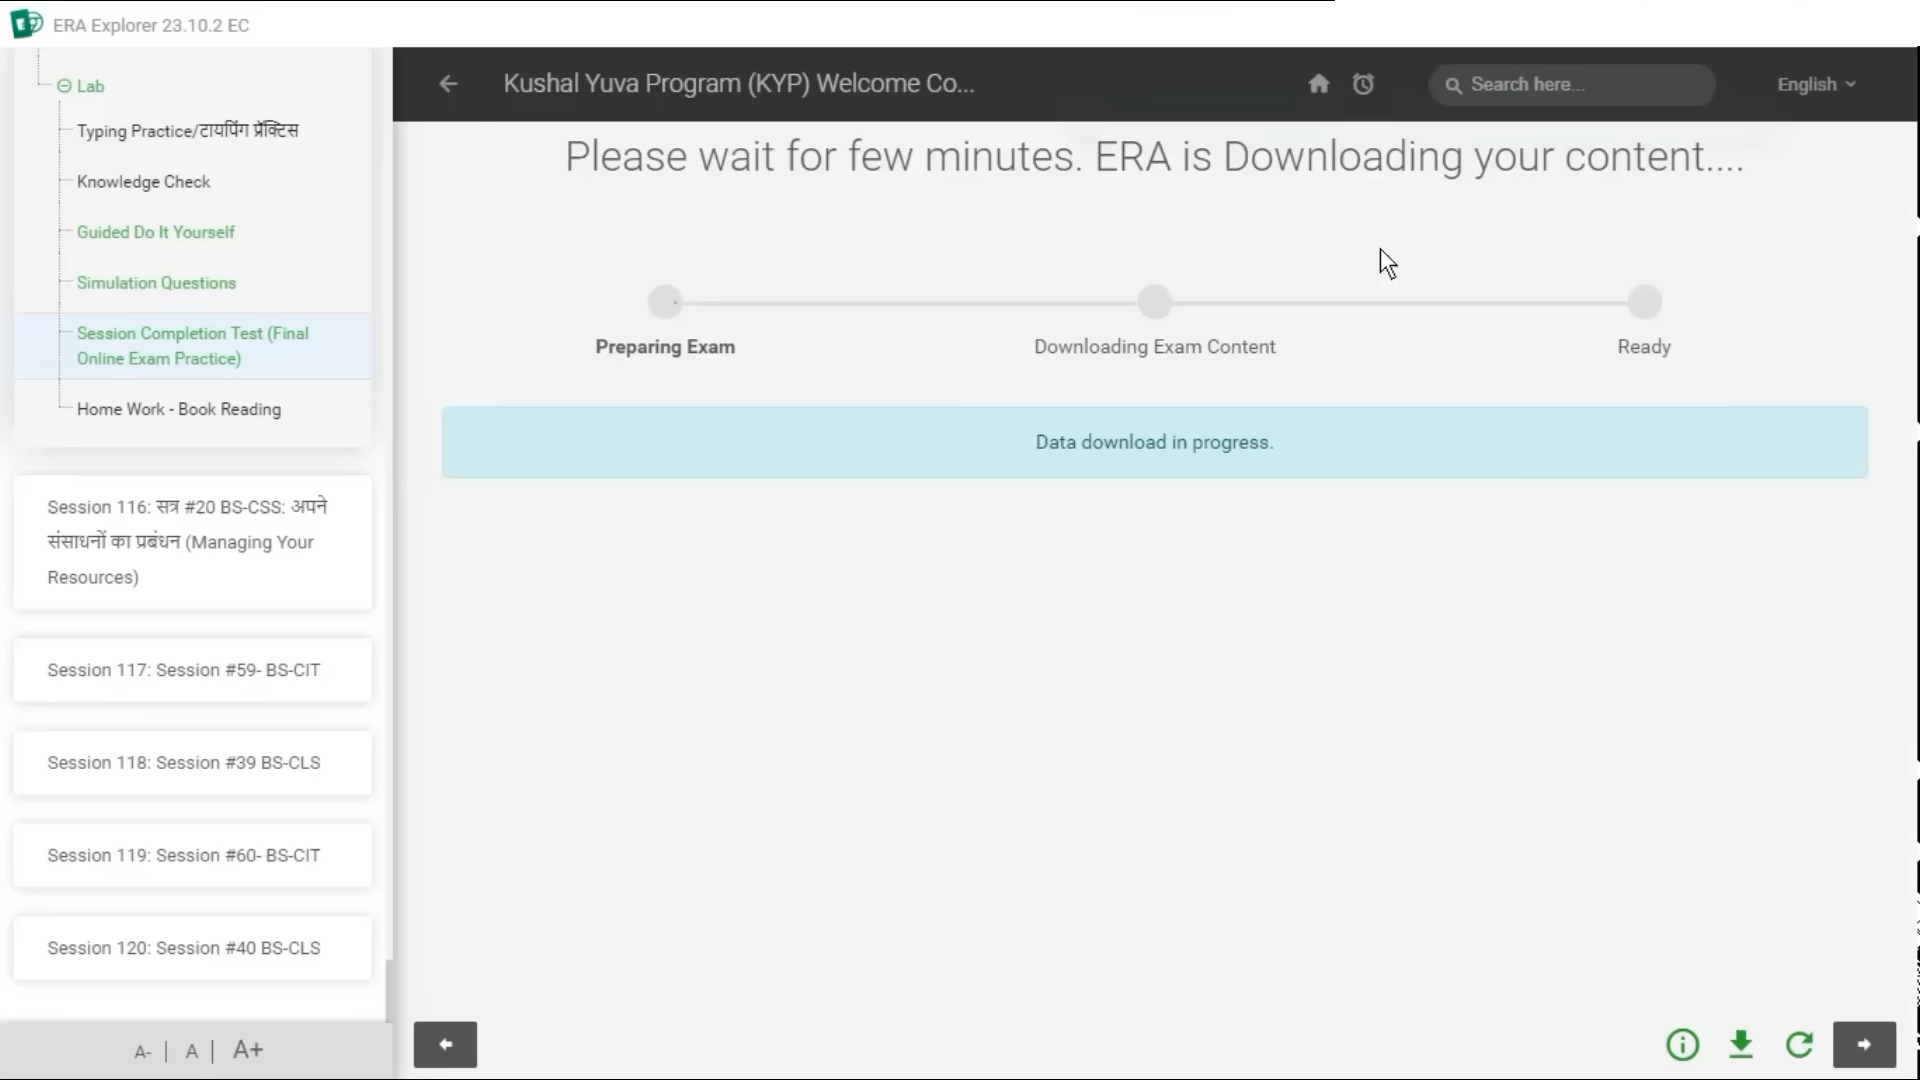 ERA Explorer 23.10.2 EC
Lab
Typing Practice/टायपिंग प्रॅक्टिस
Knowledge Check
Guided Do It Yourself
Simulation Questions
Session Completion Test (Final
Online Exam Practice)
Home Work - Book Reading
Session 116: सत्र #20 BS-CSS: अपने
संसाधनों का प्रबंधन (Managing Your
Resources)
Session 117: Session #59- BS-CIT
Session 118: Session #39 BS-CLS
Session 119: Session #60- BS-CIT
Session 120: Session #40 BS-CLS
A- | A | A+
Kushal Yuva Program (KYP) Welcome Co...
Search here...
English
Please wait for few minutes. ERA is Downloading your content....
Preparing Exam
Downloading Exam Content
Ready
Data download in progress.